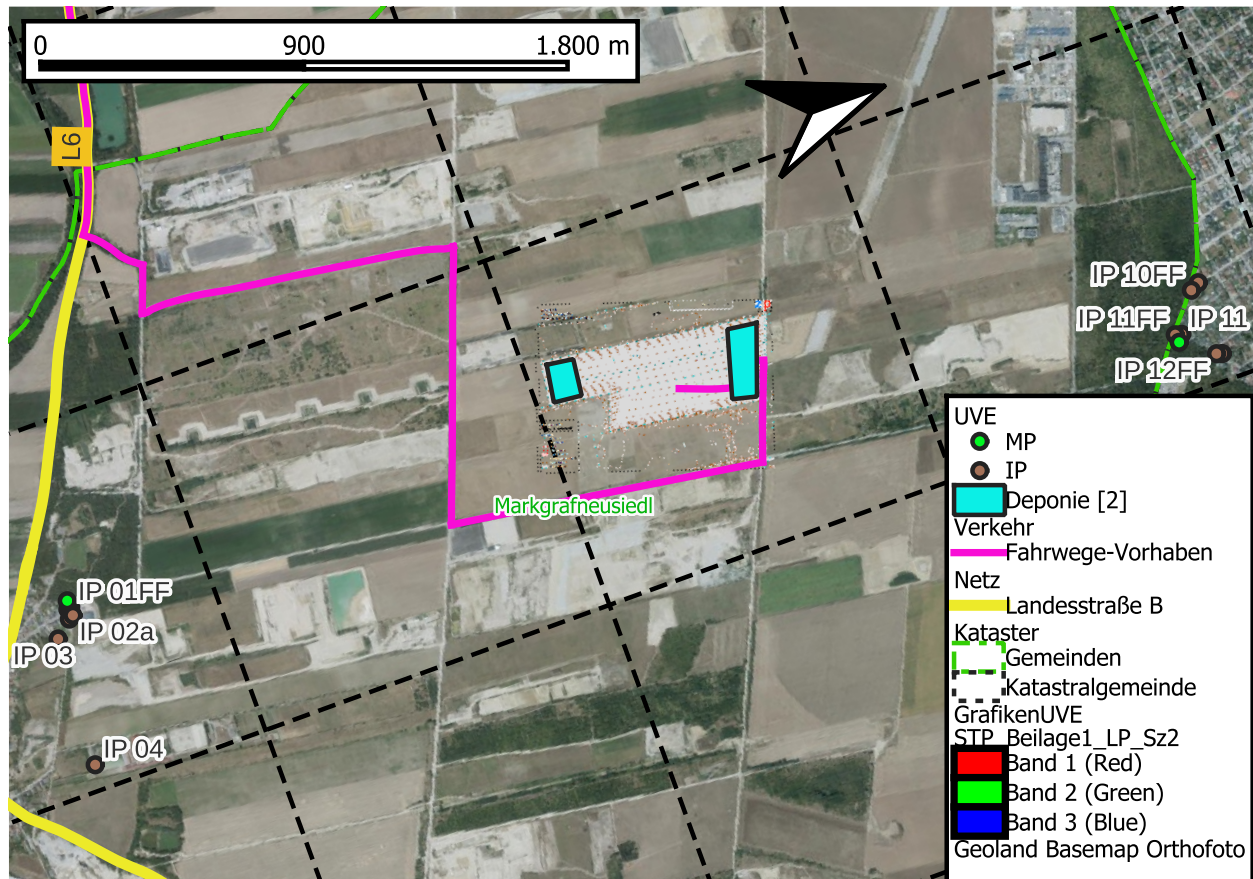 0 900 1.800 m
L6
IP 10FF
IP 11FF IP 11
IP 12FF
Markgrafneusiedl
IP 01FF
IP 02a
IP 03
IP 04
UVE
MP
IP
Deponie [2]
Verkehr
Fahrwege-Vorhaben
Netz
Landesstraße B
Kataster
Gemeinden
Katastralgemeinde
GrafikenUVE
STP_Beilage1_LP_Sz2
Band 1 (Red)
Band 2 (Green)
Band 3 (Blue)
Geoland Basemap Orthofoto